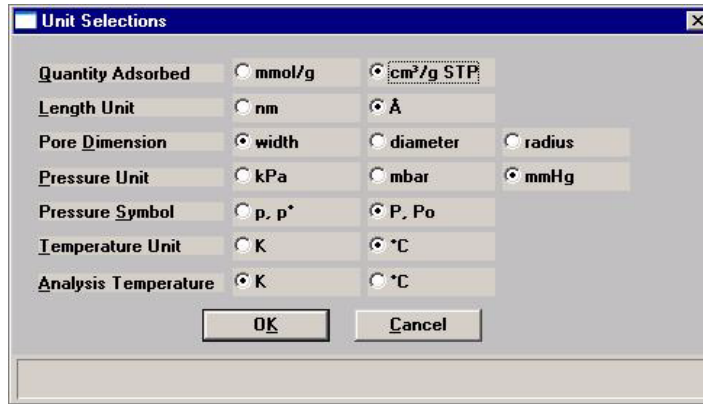 Unit Selections
Quantity Adsorbed mmol/g cm³/g STP
Length Unit nm Å
Pore Dimension width diameter radius
Pressure Unit kPa mbar mmHg
Pressure Symbol p, p° P, Po
Temperature Unit K °C
Analysis Temperature K °C
OK Cancel